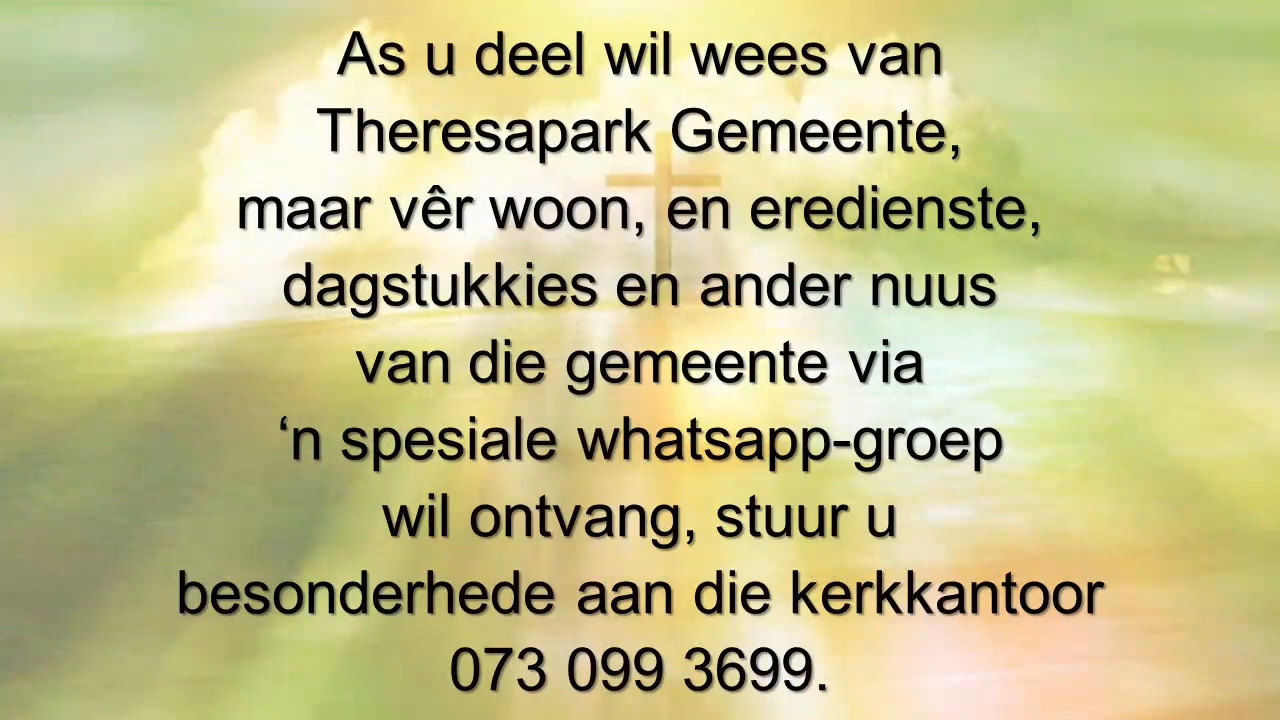 As u deel wil wees van
Theresapark Gemeente,
maar vêr woon, en eredienste,
dagstukkies en ander nuus
van die gemeente via
‘n spesiale whatsapp-groep
wil ontvang, stuur u
besonderhede aan die kerkkantoor
073 099 3699.